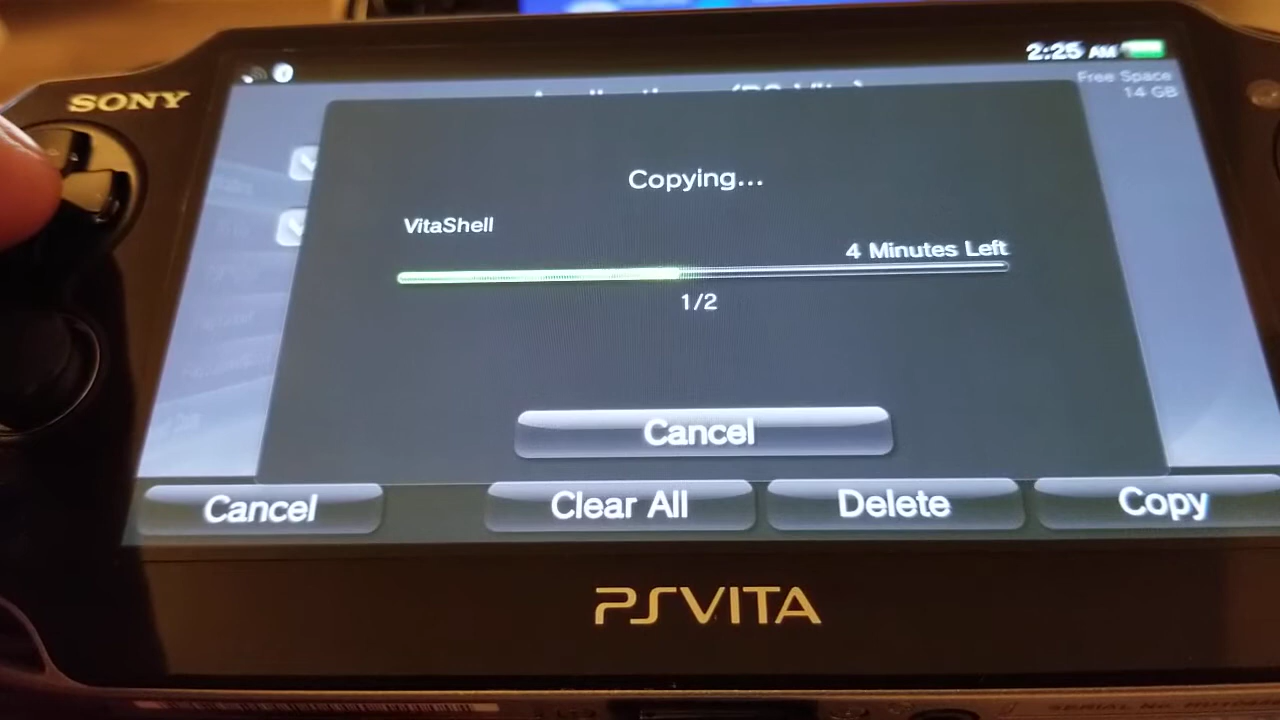 SONY
2:25 AM
Free Space
14 GB
Copying...
VitaShell
4 Minutes Left
1/2
Cancel
Cancel
Clear All
Delete
Copy
PSVITA